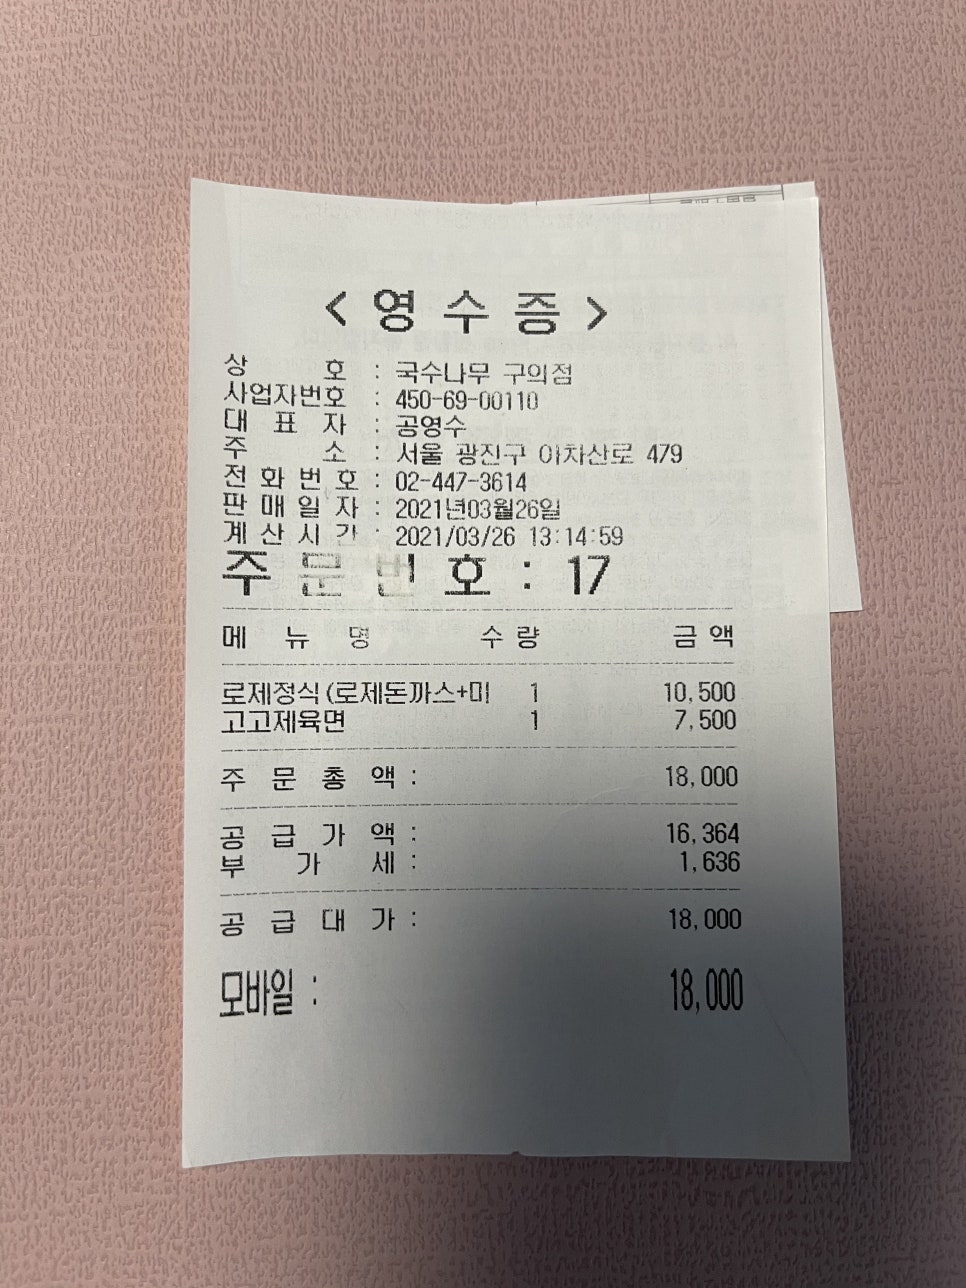 < 영 수 증 >
상 호 : 국수나무 구의점
사업자번호 : 450-69-00110
대 표 자 : 공영수
주 소 : 서울 광진구 아차산로 479
전 화 번 호 : 02-447-3614
판 매 일 자 : 2021년03월26일
계 산 시 간 : 2021/03/26 13:14:59
주 문 번 호 : 17
메 뉴 명 수 량 금 액
로제정식(로제돈까스+미 1 10,500
고고제육면 1 7,500
주 문 총 액 : 18,000
공 급 가 액 : 16,364
부 가 세 : 1,636
공 급 대 가 : 18,000
모바일 : 18,000